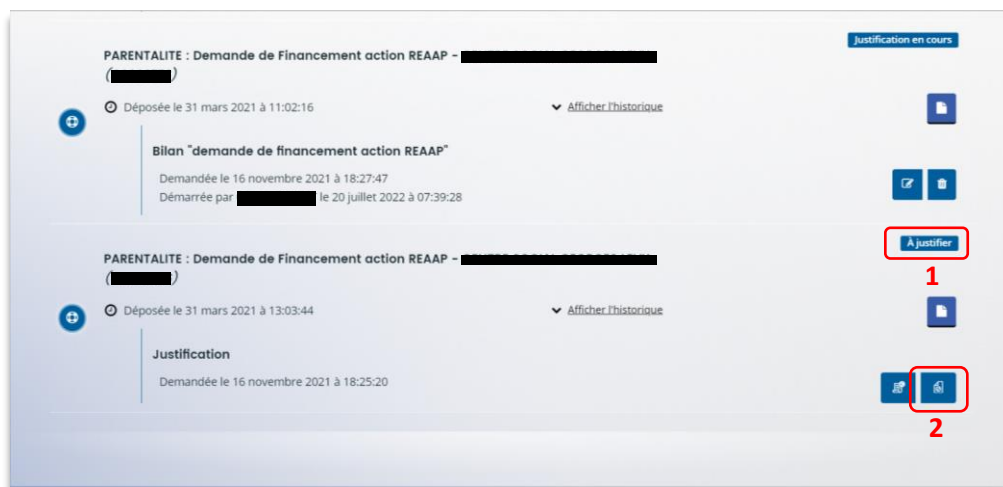 Justification en cours
PARENTALITE : Demande de Financement action REAAP -
( )
Déposée le 31 mars 2021 à 11:02:16
Afficher l'historique
Bilan "demande de financement action REAAP"
Demandée le 16 novembre 2021 à 18:27:47
Démarrée par le 20 juillet 2022 à 07:39:28
À justifier
1
PARENTALITE : Demande de Financement action REAAP -
( )
Déposée le 31 mars 2021 à 13:03:44
Afficher l'historique
Justification
Demandée le 16 novembre 2021 à 18:25:20
2